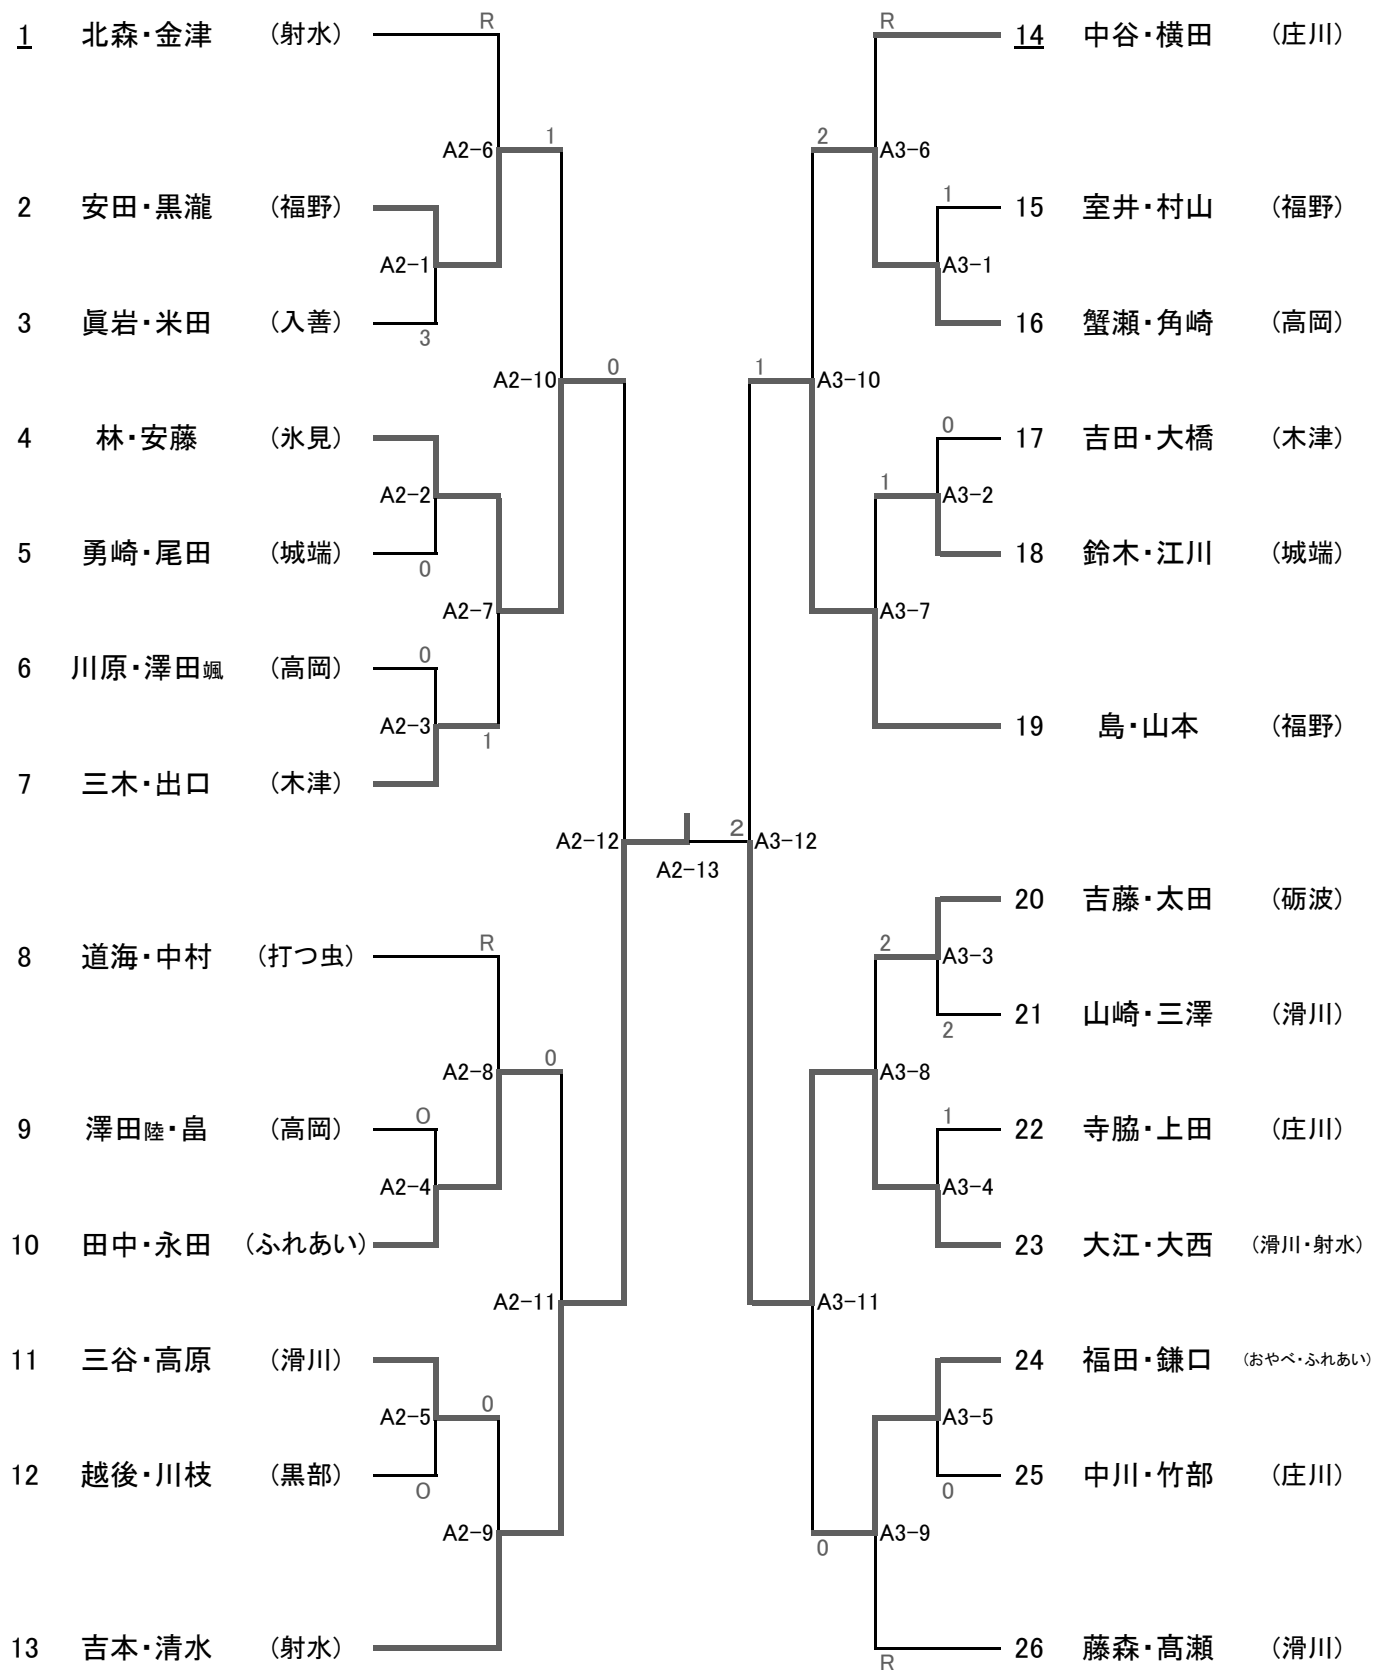 R
R
1 北森・金津 (射水)
14 中谷・横田 (庄川)
1
2
A2-6
A3-6
1
2 安田・黒瀧 (福野)
15 室井・村山 (福野)
A2-1
A3-1
3 眞岩・米田 (入善)
16 蟹瀬・角崎 (高岡)
3
0
1
A2-10
A3-10
0
4 林・安藤 (氷見)
17 吉田・大橋 (木津)
1
A2-2
A3-2
5 勇崎・尾田 (城端)
18 鈴木・江川 (城端)
0
A2-7
A3-7
0
6 川原・澤田颯 (高岡)
A2-3
19 島・山本 (福野)
1
7 三木・出口 (木津)
2
A2-12
A3-12
A2-13
20 吉藤・太田 (砺波)
R
2
8 道海・中村 (打つ虫)
A3-3
21 山崎・三澤 (滑川)
2
0
A2-8
A3-8
O
1
9 澤田陸・畠 (高岡)
22 寺脇・上田 (庄川)
A2-4
A3-4
10 田中・永田 (ふれあい)
23 大江・大西 (滑川・射水)
A2-11
A3-11
11 三谷・高原 (滑川)
24 福田・鎌口 (おやべ・ふれあい)
0
A2-5
A3-5
12 越後・川枝 (黒部)
25 中川・竹部 (庄川)
O
0
A2-9
A3-9
0
13 吉本・清水 (射水)
26 藤森・髙瀬 (滑川)
R